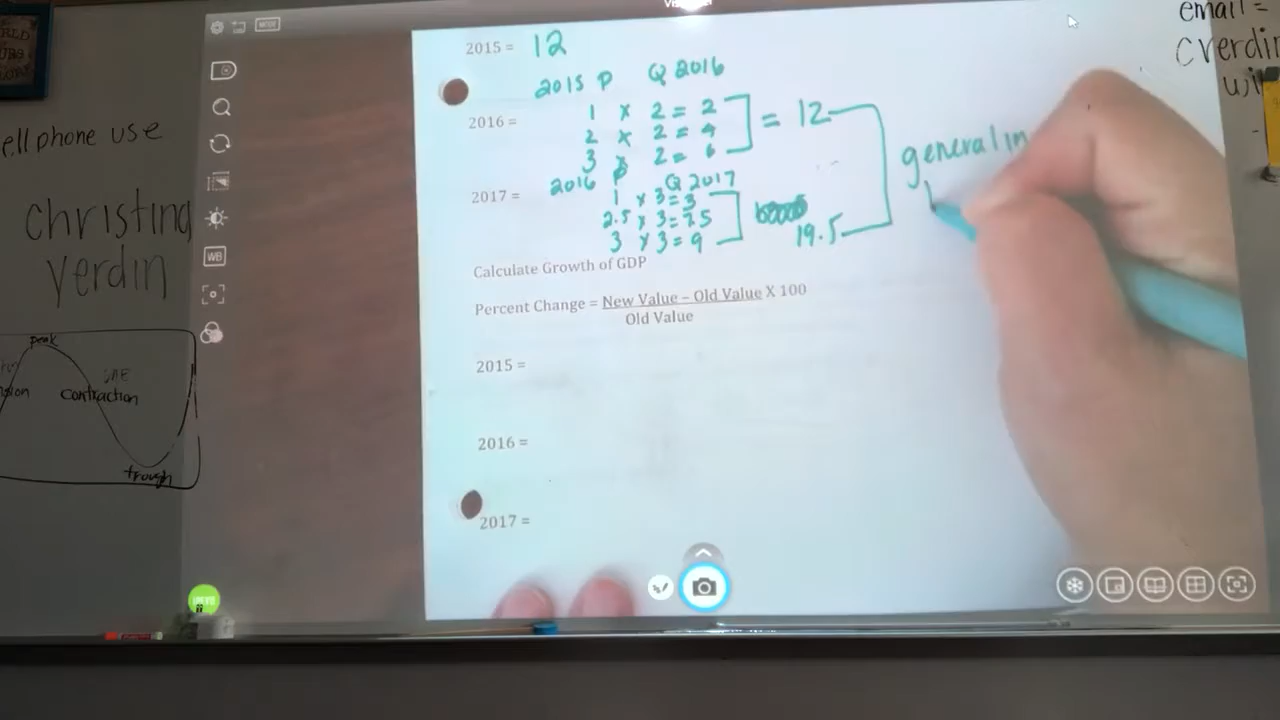 email =
cverdin
2015 = 12
2015 P Q 2016
1 x 2 = 2
2016 =
2 x 2 = 4
= 12
3 x 2 = 6
general in
2016 P Q 2017
2017 =
1 x 3 = 3
2.5 x 3 = 7.5
3 x 3 = 9
19.5
Calculate Growth of GDP
Percent Change = New Value – Old Value X 100
Old Value
2015 =
2016 =
2017 =
ell phone use
christina
verdin
peak
contraction
trough
MODE
WB